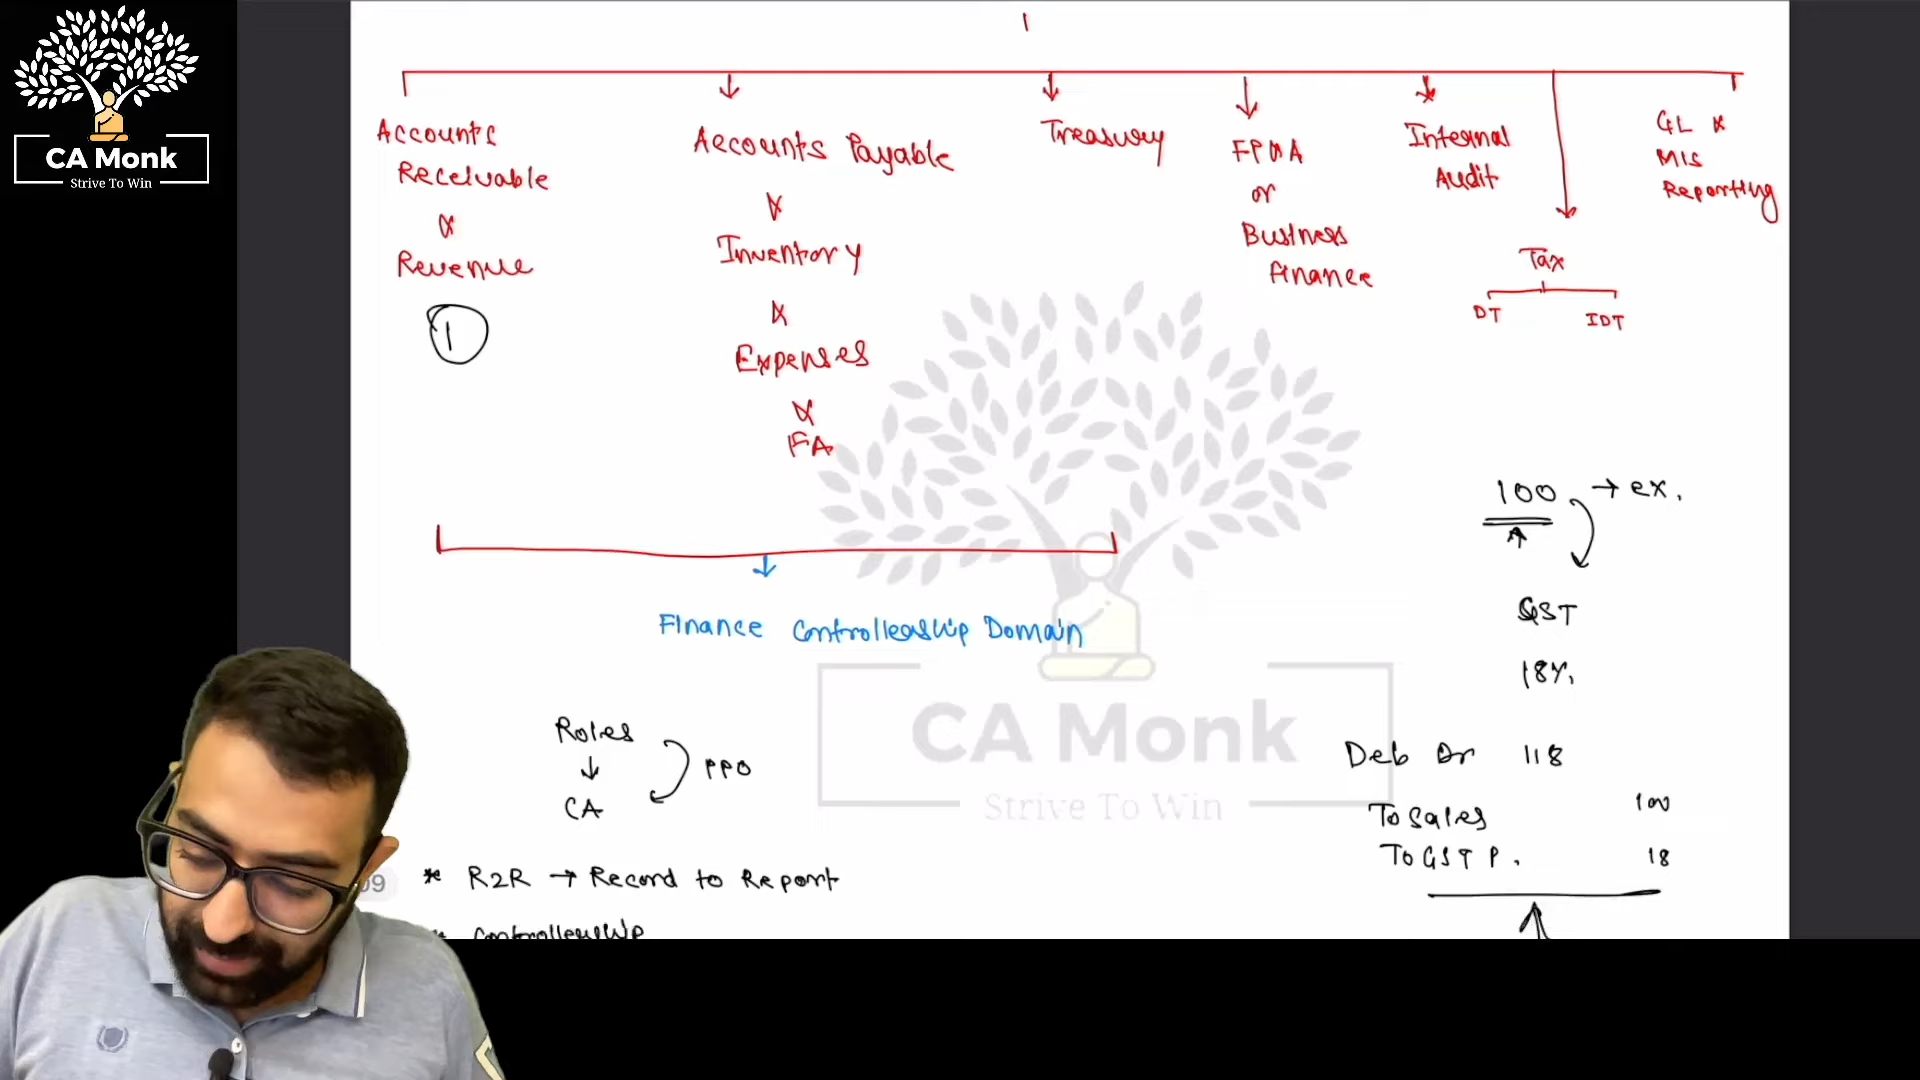 CA Monk
Strive To Win
Accounts
Receivable
&
Revenue
1
Accounts Payable
&
Inventory
&
Expenses
&
FA
Treasury
FP&A
or
Business
Finance
Internal
Audit
Tax
DT IDT
GL &
MIS
Reporting
100 → ex.
GST
18%
Finance Controllership Domain
CA Monk
Strive To Win
Roles
↓
CA
PPO
Deb Dr 118
To Sales 100
To GST P. 18
* R2R → Record to Report
* Controllership
09